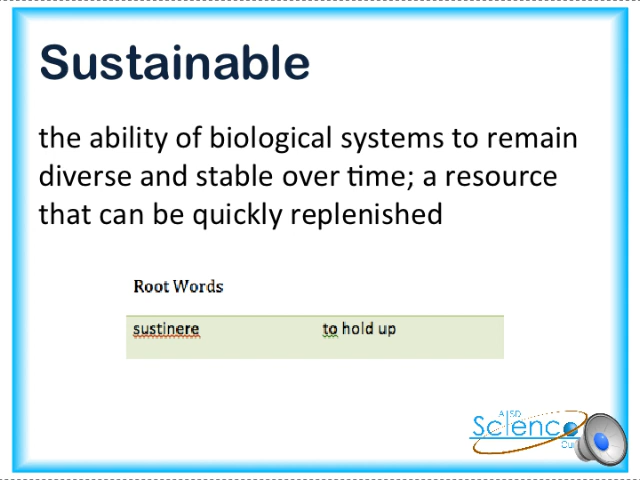 Sustainable
the ability of biological systems to remain
diverse and stable over time; a resource
that can be quickly replenished
Root Words
sustinere to hold up
AISD
Science